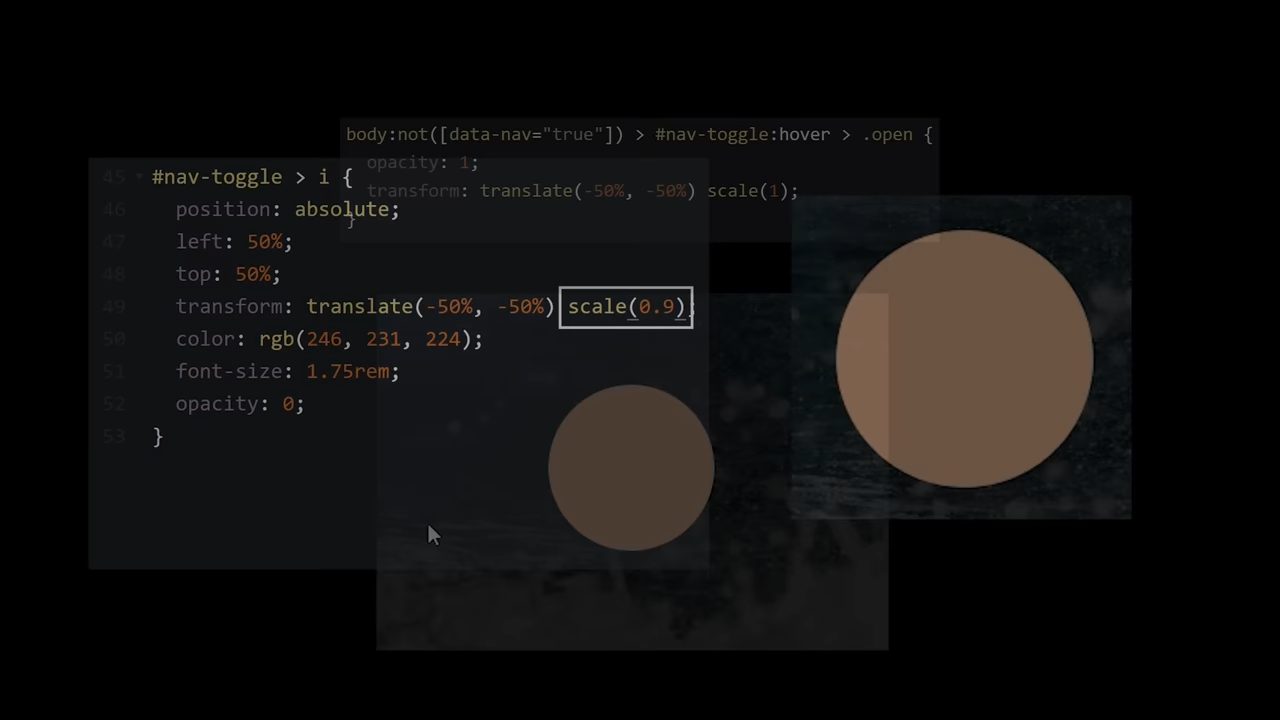 body:not([data-nav="true"]) > #nav-toggle:hover > .open {
opacity: 1;
transform: translate(-50%, -50%) scale(1);
}
45 #nav-toggle > i {
46 position: absolute;
47 left: 50%;
48 top: 50%;
49 transform: translate(-50%, -50%) scale(0.9);
50 color: rgb(246, 231, 224);
51 font-size: 1.75rem;
52 opacity: 0;
53 }